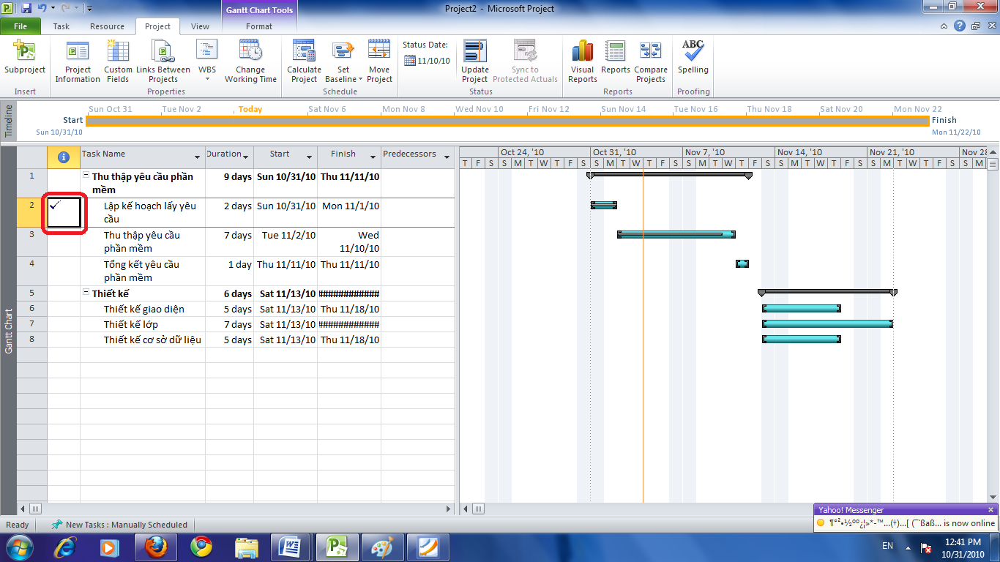 Gantt Chart Tools
Project2 - Microsoft Project
File Task Resource Project View Format
Subproject
Project Information
Custom Fields
Links Between Projects
WBS
Change Working Time
Calculate Project
Set Baseline
Move Project
Status Date:
11/10/10
Update Project
Sync to Protected Actuals
Visual Reports
Reports
Compare Projects
ABC
Spelling
Insert Properties Schedule Status Reports Proofing
Timeline
Sun Oct 31 Tue Nov 2 Today Sat Nov 6 Mon Nov 8 Wed Nov 10 Fri Nov 12 Sun Nov 14 Tue Nov 16 Thu Nov 18 Sat Nov 20 Mon Nov 22
Start Finish
Sun 10/31/10 Mon 11/22/10
Task Name Duration Start Finish Predecessors
Oct 24, '10 Oct 31, '10 Nov 7, '10 Nov 14, '10 Nov 21, '10 Nov 28
T F S S M T W T F S S M T W T F S S M T W T F S S M T W T F S S M T W T F S S M
1 Thu thập yêu cầu phần 9 days Sun 10/31/10 Thu 11/11/10
mềm
2 Lập kế hoạch lấy yêu 2 days Sun 10/31/10 Mon 11/1/10
cầu
3 Thu thập yêu cầu 7 days Tue 11/2/10 Wed
phần mềm 11/10/10
4 Tổng kết yêu cầu 1 day Thu 11/11/10 Thu 11/11/10
phần mềm
5 Thiết kế 6 days Sat 11/13/10 ############
6 Thiết kế giao diện 5 days Sat 11/13/10 Thu 11/18/10
7 Thiết kế lớp 7 days Sat 11/13/10 ############
8 Thiết kế cơ sở dữ liệu 5 days Sat 11/13/10 Thu 11/18/10
Gantt Chart
Yahoo! Messenger
is now online
Ready New Tasks : Manually Scheduled
EN
12:41 PM
10/31/2010